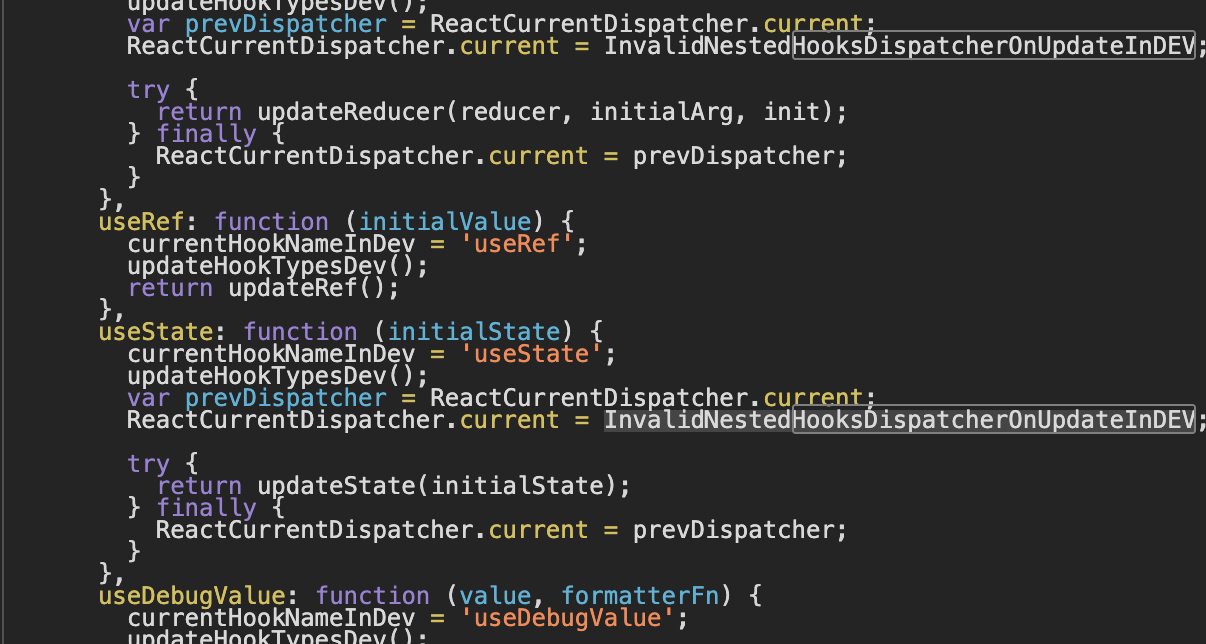 updateHookTypesDev();
var prevDispatcher = ReactCurrentDispatcher.current;
ReactCurrentDispatcher.current = InvalidNestedHooksDispatcherOnUpdateInDEV;
try {
return updateReducer(reducer, initialArg, init);
} finally {
ReactCurrentDispatcher.current = prevDispatcher;
}
},
useRef: function (initialValue) {
currentHookNameInDev = 'useRef';
updateHookTypesDev();
return updateRef();
},
useState: function (initialState) {
currentHookNameInDev = 'useState';
updateHookTypesDev();
var prevDispatcher = ReactCurrentDispatcher.current;
ReactCurrentDispatcher.current = InvalidNestedHooksDispatcherOnUpdateInDEV;
try {
return updateState(initialState);
} finally {
ReactCurrentDispatcher.current = prevDispatcher;
}
},
useDebugValue: function (value, formatterFn) {
currentHookNameInDev = 'useDebugValue';
updateHookTypesDev();